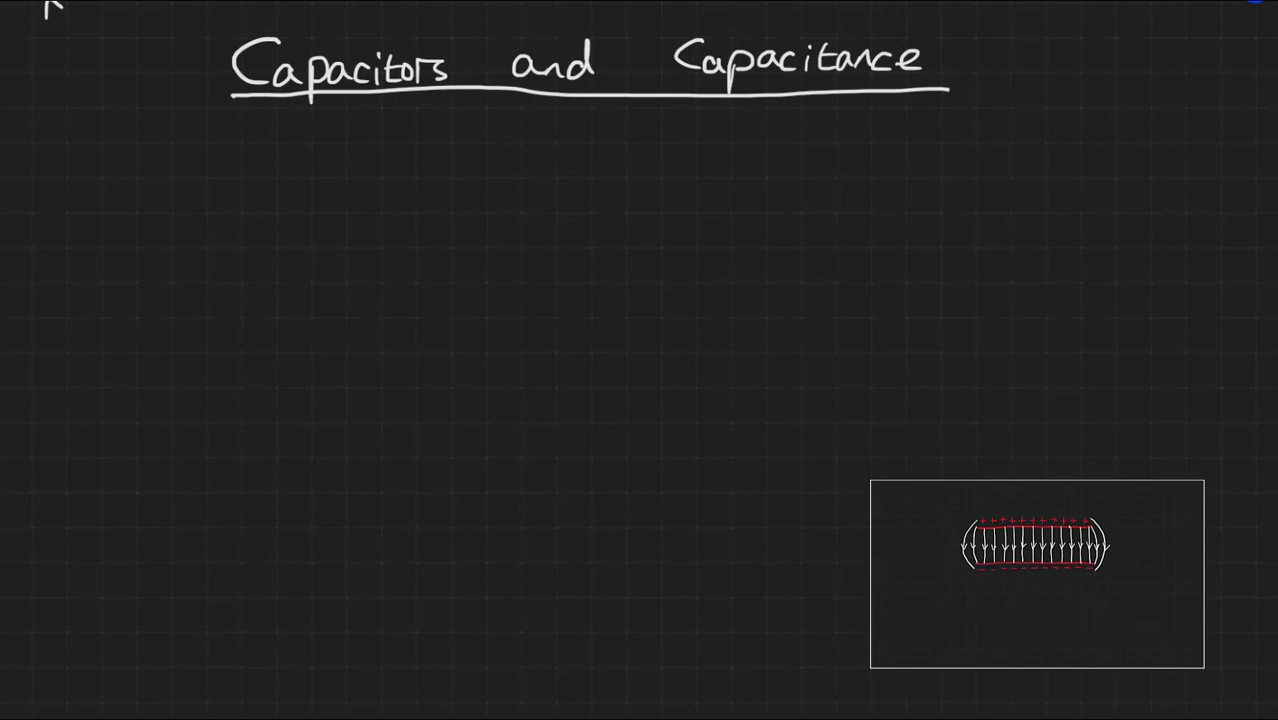 Capacitors and Capacitance
+ + + + + + + + + + +
- - - - - - - - - - -